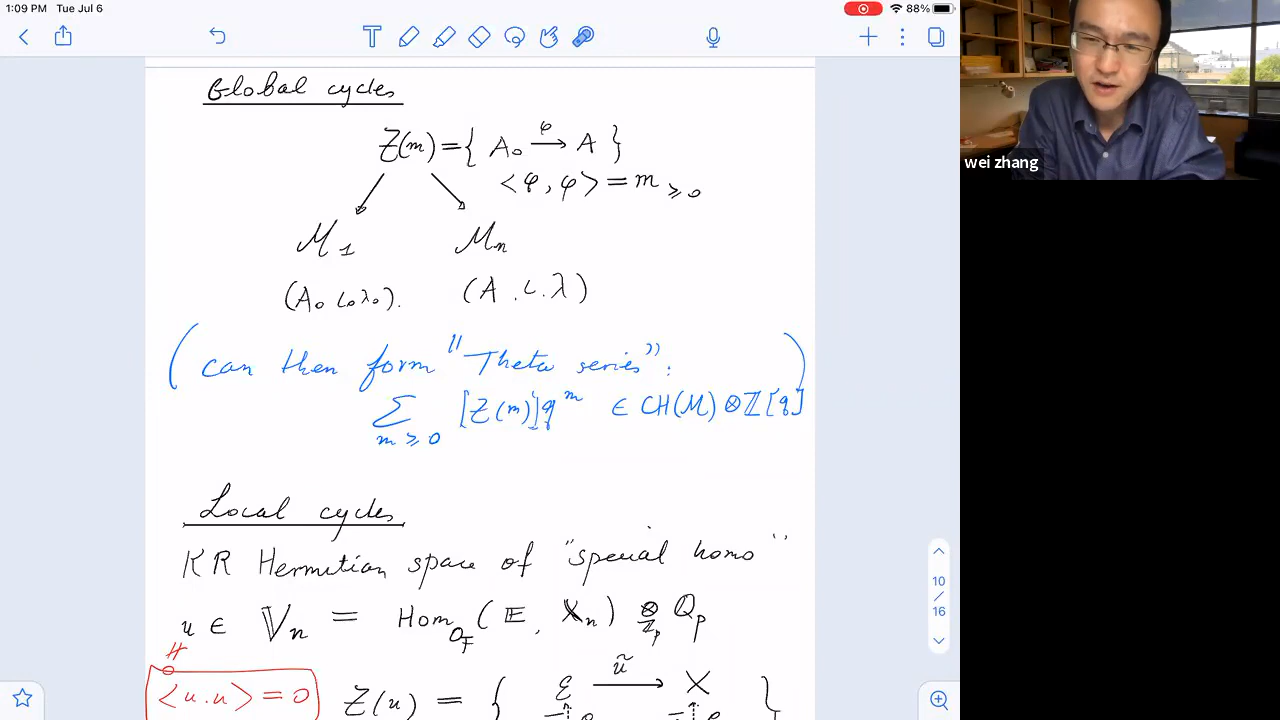 1:09 PM Tue Jul 6
88%
Global cycles
Z(m) = { A₀ →^φ A }
<φ, φ> = m ≥ 0
M₁ Mₙ
(A₀ ι₀ λ₀). (A . ι . λ)
( can then form "Theta series": )
∑_{m ≥ 0} [Z(m)] q^m ∈ CH(M) ⊗ ℤ[q]
Local cycles
KR Hermitian space of "special homo"
u ∈ 𝕍ₙ = Hom_{O_F} (𝔼, 𝕏ₙ) ⊗_{ℤ_p} ℚ_p
<u.u> = 0 Z(u) = { ℰ →^ũ X }
10
/
16
wei zhang